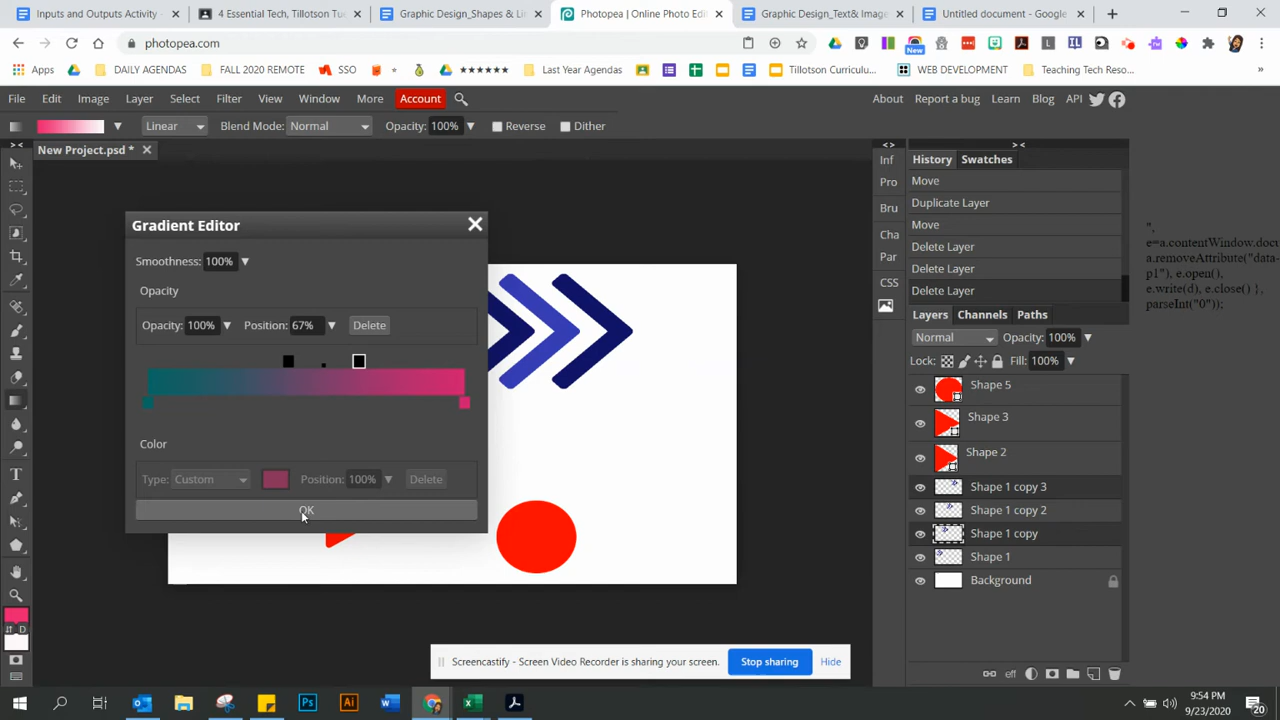 Inputs and Outputs Activity -
4 Essential Tech, Tillotson Tue
Graphic Design_Shapes & Lin
Photopea | Online Photo Edit
Graphic Design_Text& Image
Untitled document - Google
photopea.com
New
Apps
DAILY AGENDAS
FALL 2020 REMOTE
SSO
★★★★★★
Last Year Agendas
Tillotson Curriculu...
WEB DEVELOPMENT
Teaching Tech Reso...
»
File Edit Image Layer Select Filter View Window More Account
About Report a bug Learn Blog API
Linear
Blend Mode: Normal
Opacity: 100%
Reverse
Dither
New Project.psd *
Gradient Editor
Smoothness: 100%
Opacity
Opacity: 100% Position: 67% Delete
Color
Type: Custom Position: 100% Delete
OK
T
D
Inf
Pro
Bru
Cha
Par
CSS
History Swatches
Move
Duplicate Layer
Move
Delete Layer
Delete Layer
Delete Layer
Layers Channels Paths
Normal Opacity: 100%
Lock: Fill: 100%
Shape 5
Shape 3
Shape 2
Shape 1 copy 3
Shape 1 copy 2
Shape 1 copy
Shape 1
Background
eff
",
e=a.contentWindow.docu
a.removeAttribute("data-
p1"), e.open(),
e.write(d), e.close() },
parseInt("0"));
Screencastify - Screen Video Recorder is sharing your screen. Stop sharing Hide
Ps
Ai
9:54 PM
9/23/2020
20